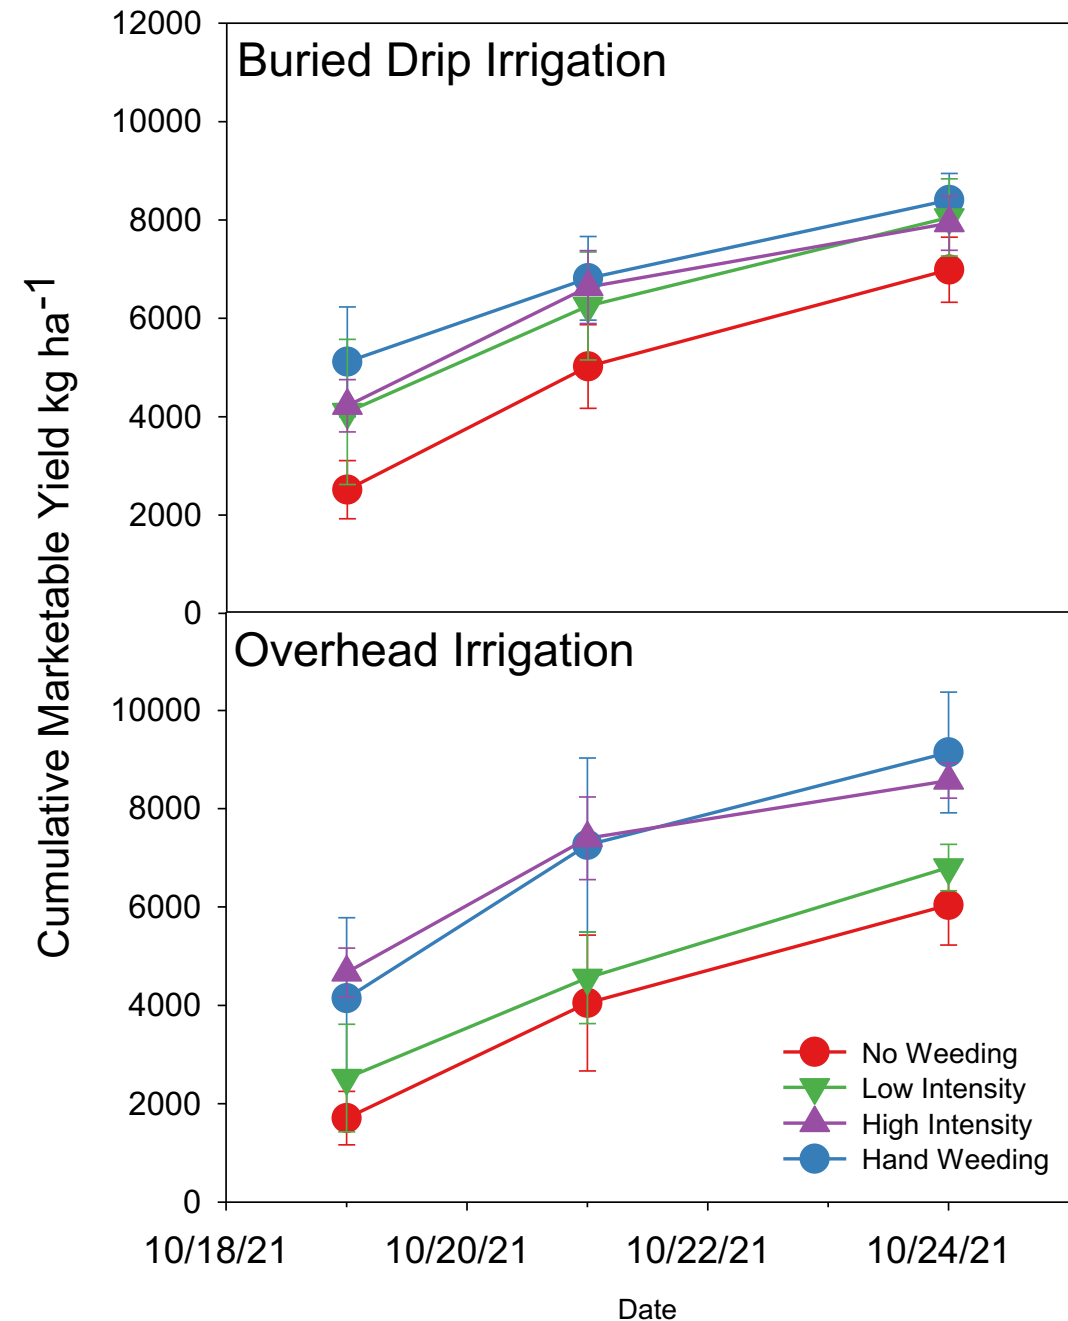 Cumulative Marketable Yield kg ha-1
12000
Buried Drip Irrigation
10000
8000
6000
4000
2000
0
Overhead Irrigation
10000
8000
6000
4000
2000
0
No Weeding
Low Intensity
High Intensity
Hand Weeding
10/18/21 10/20/21 10/22/21 10/24/21
Date